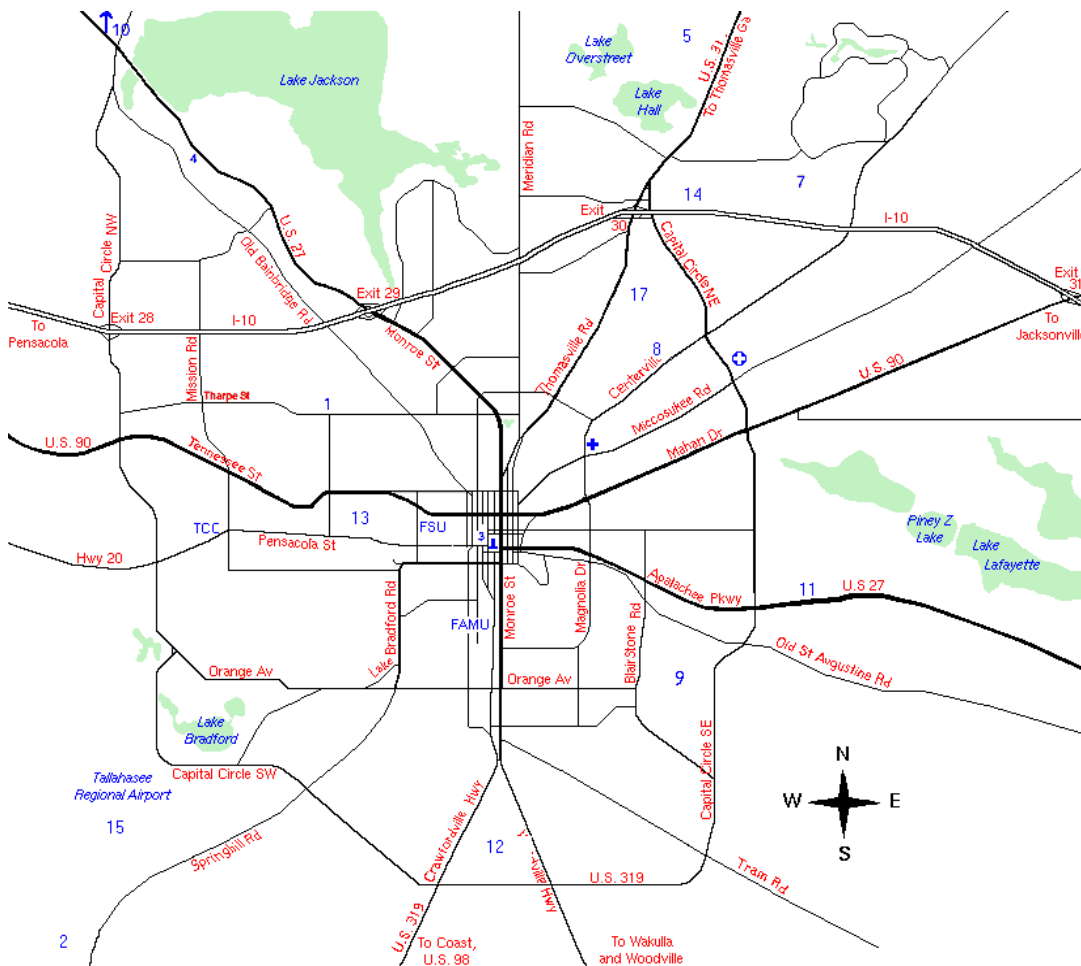 10
Lake Jackson
Lake
Overstreet
5
U.S. 31
To Thomasville Ga
Lake
Hall
Meridian Rd
4
7
14
Exit
30
I-10
Capital Circle NW
U.S. 27
Old Bainbridge Rd
Capital Circle NE
Exit
31
To
Jacksonville
Exit 29
17
To
Pensacola
Exit 28
I-10
Monroe St
Thomasville Rd
8
Centerville
U.S. 90
Mission Rd
Tharpe St
1
Miccosukee Rd
Mahan Dr
U.S. 90
Tennessee St
TCC
13
FSU
3
Pensacola St
Hwy 20
Piney Z
Lake
Lake
Lafayette
Apalachee Pkwy
11
U.S 27
Lake Bradford Rd
FAMU
Monroe St
Magnolia Dr
BlairStone Rd
Old St Augustine Rd
Orange Av
Orange Av
9
Lake
Bradford
Capital Circle SW
Capital Circle SE
Tallahasee
Regional Airport
15
Springhill Rd
Crawfordville Hwy
12
ville Hwy
N
W
E
S
U.S. 319
Tram Rd
U.S. 319
2
To Coast,
U.S. 98
To Wakulla
and Woodville